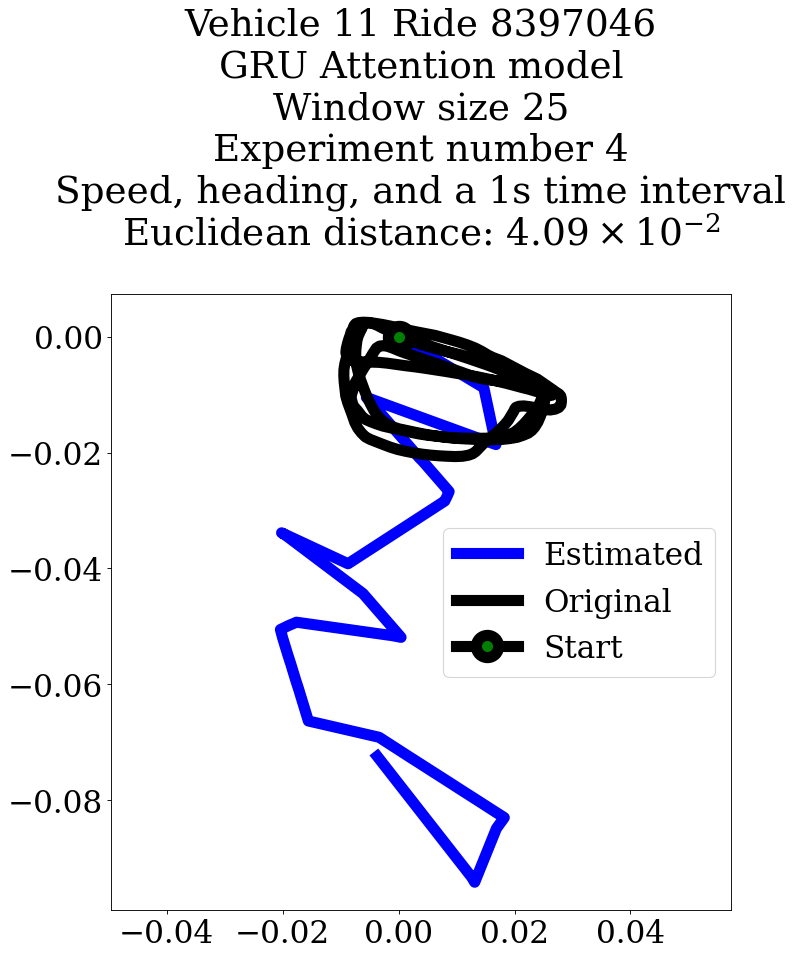 Vehicle 11 Ride 8397046
GRU Attention model
Window size 25
Experiment number 4
Speed, heading, and a 1s time interval
Euclidean distance: 4.09 × 10⁻²
0.00
−0.02
−0.04
−0.06
−0.08
Estimated
Original
Start
−0.04 −0.02 0.00 0.02 0.04